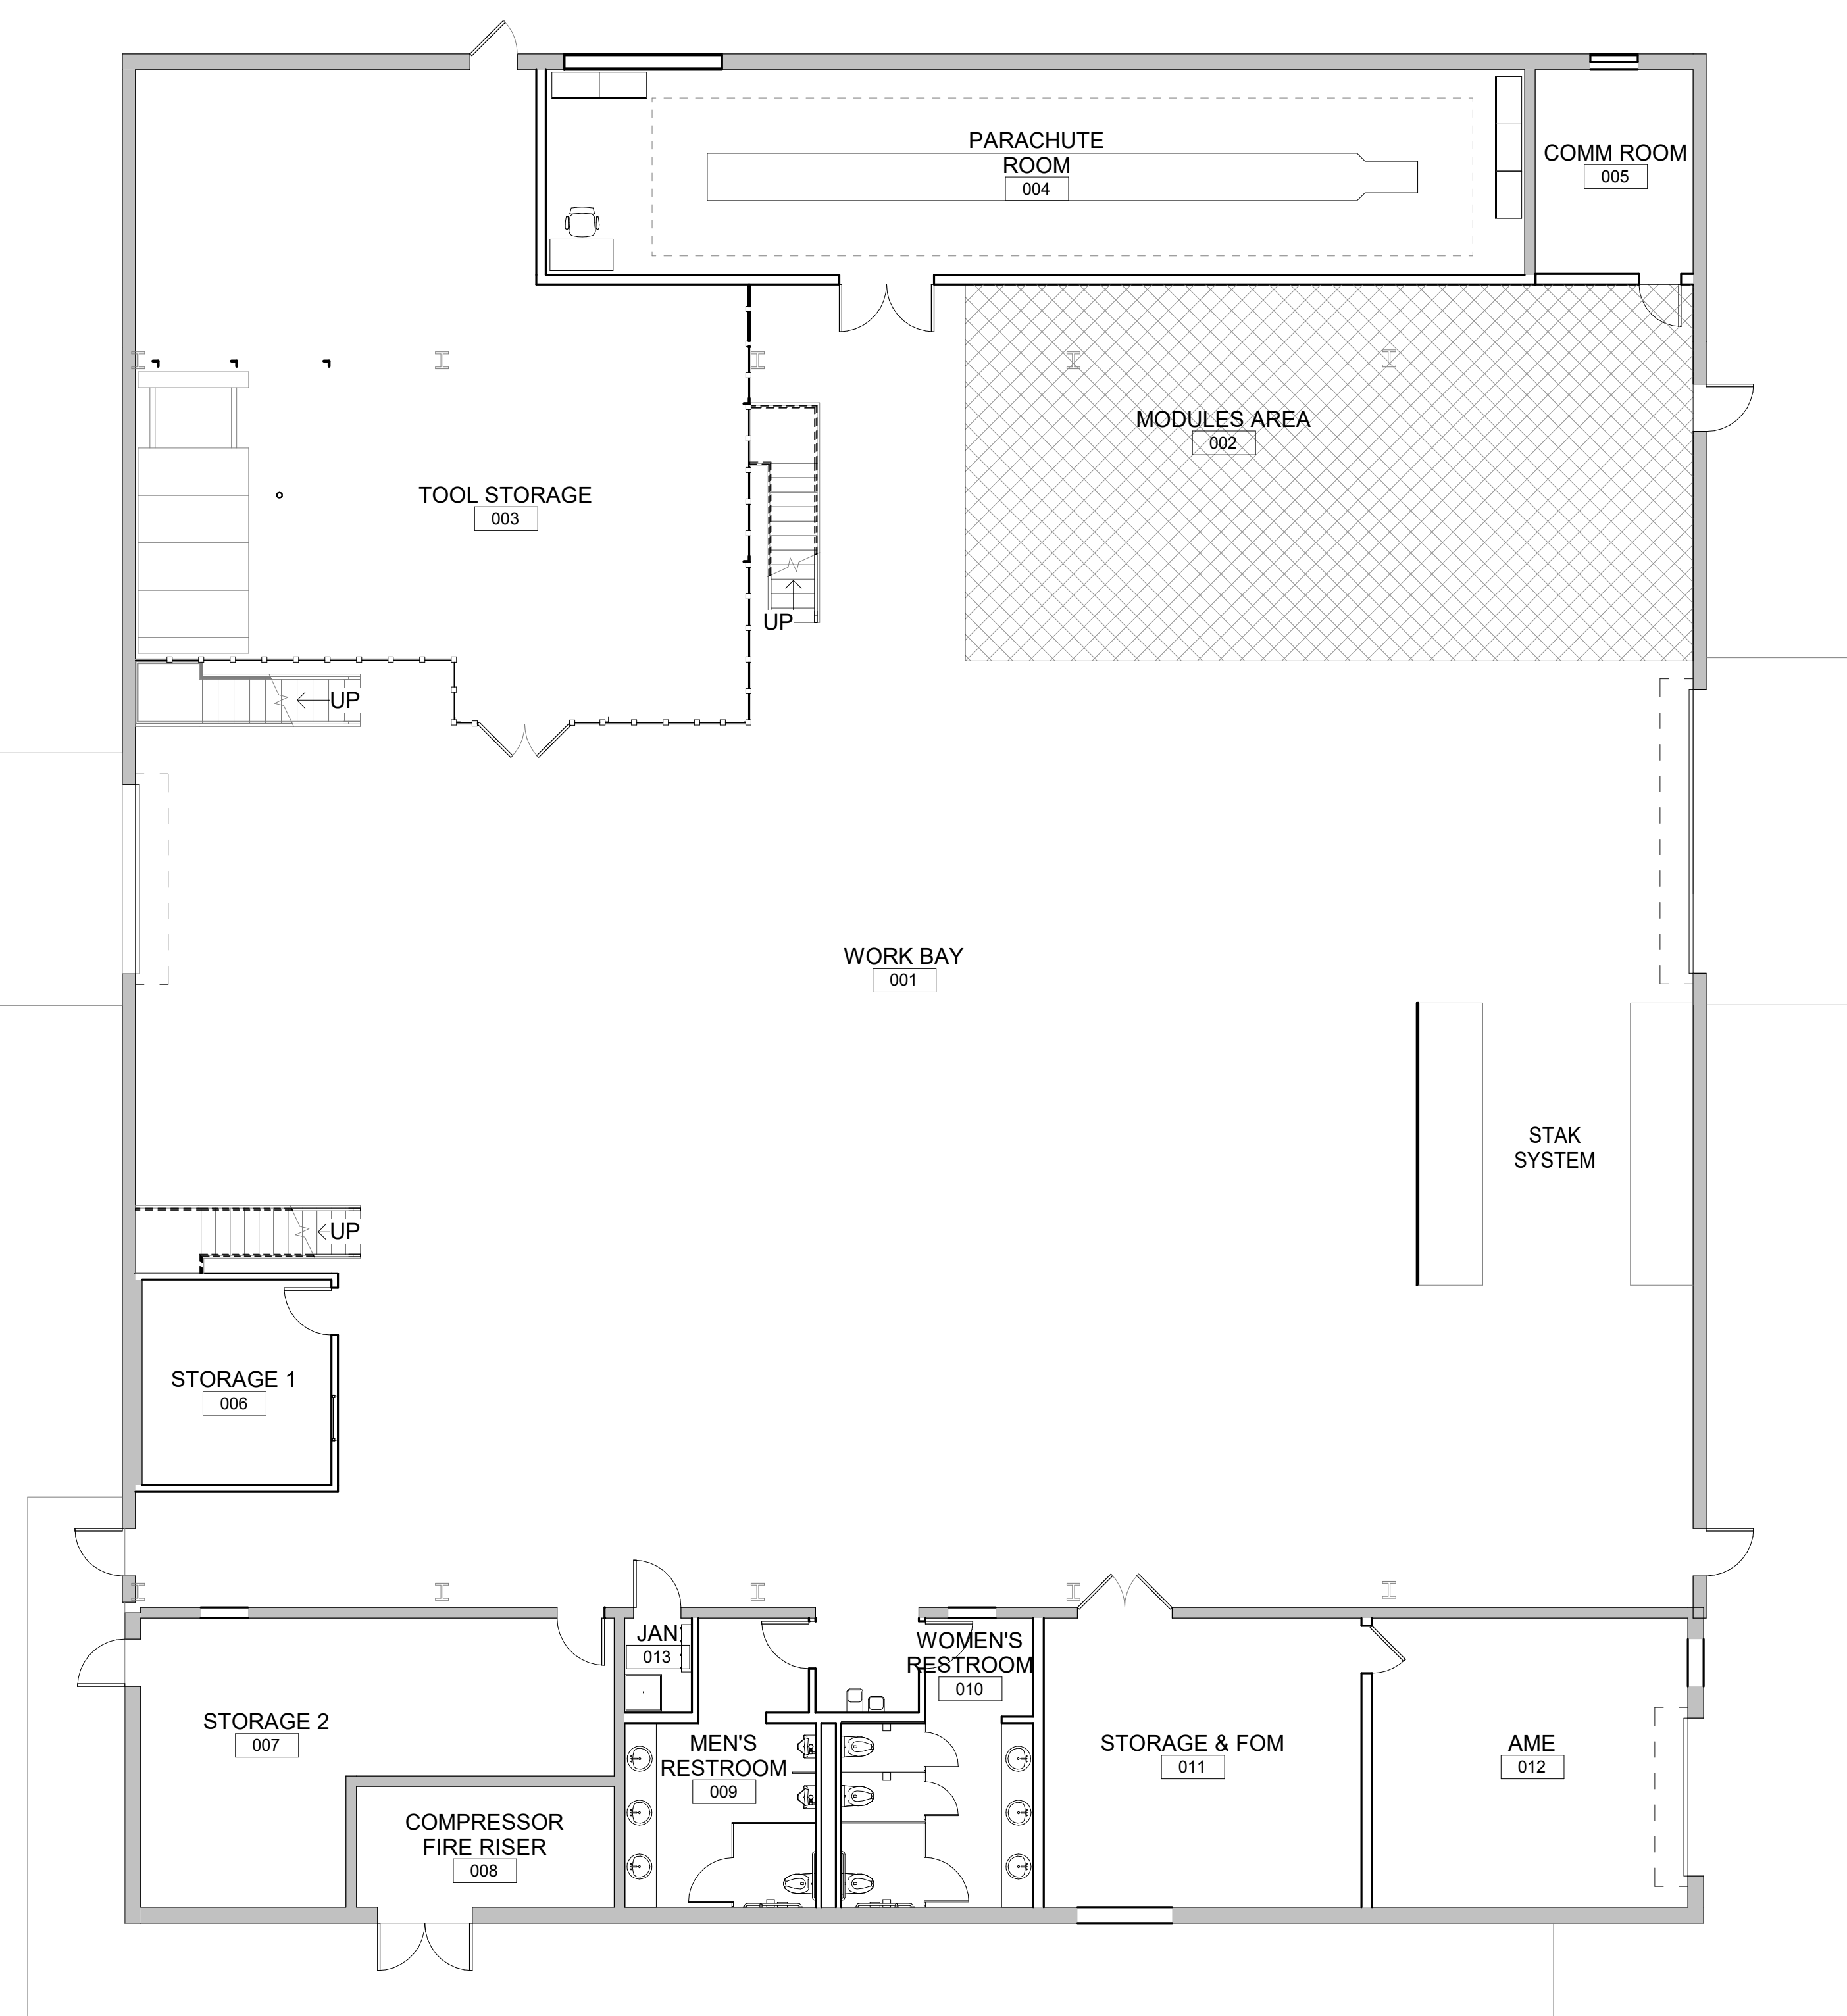 PARACHUTE
ROOM
004
COMM ROOM
005
MODULES AREA
002
TOOL STORAGE
003
UP
UP
WORK BAY
001
STAK
SYSTEM
UP
STORAGE 1
006
JAN
013
WOMEN'S
RESTROOM
010
STORAGE 2
007
MEN'S
RESTROOM
009
STORAGE & FOM
011
AME
012
COMPRESSOR
FIRE RISER
008